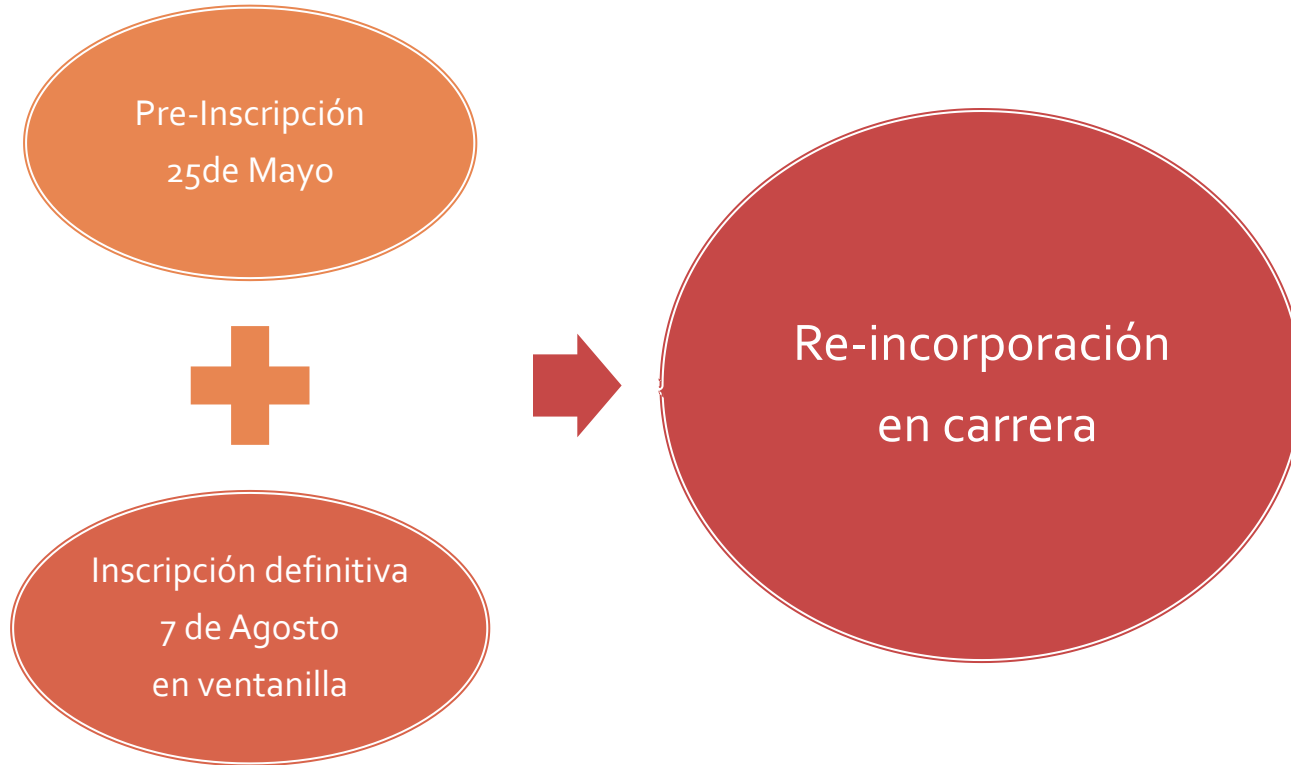 Pre-Inscripción
25de Mayo
Inscripción definitiva
7 de Agosto
en ventanilla
Re-incorporación
en carrera